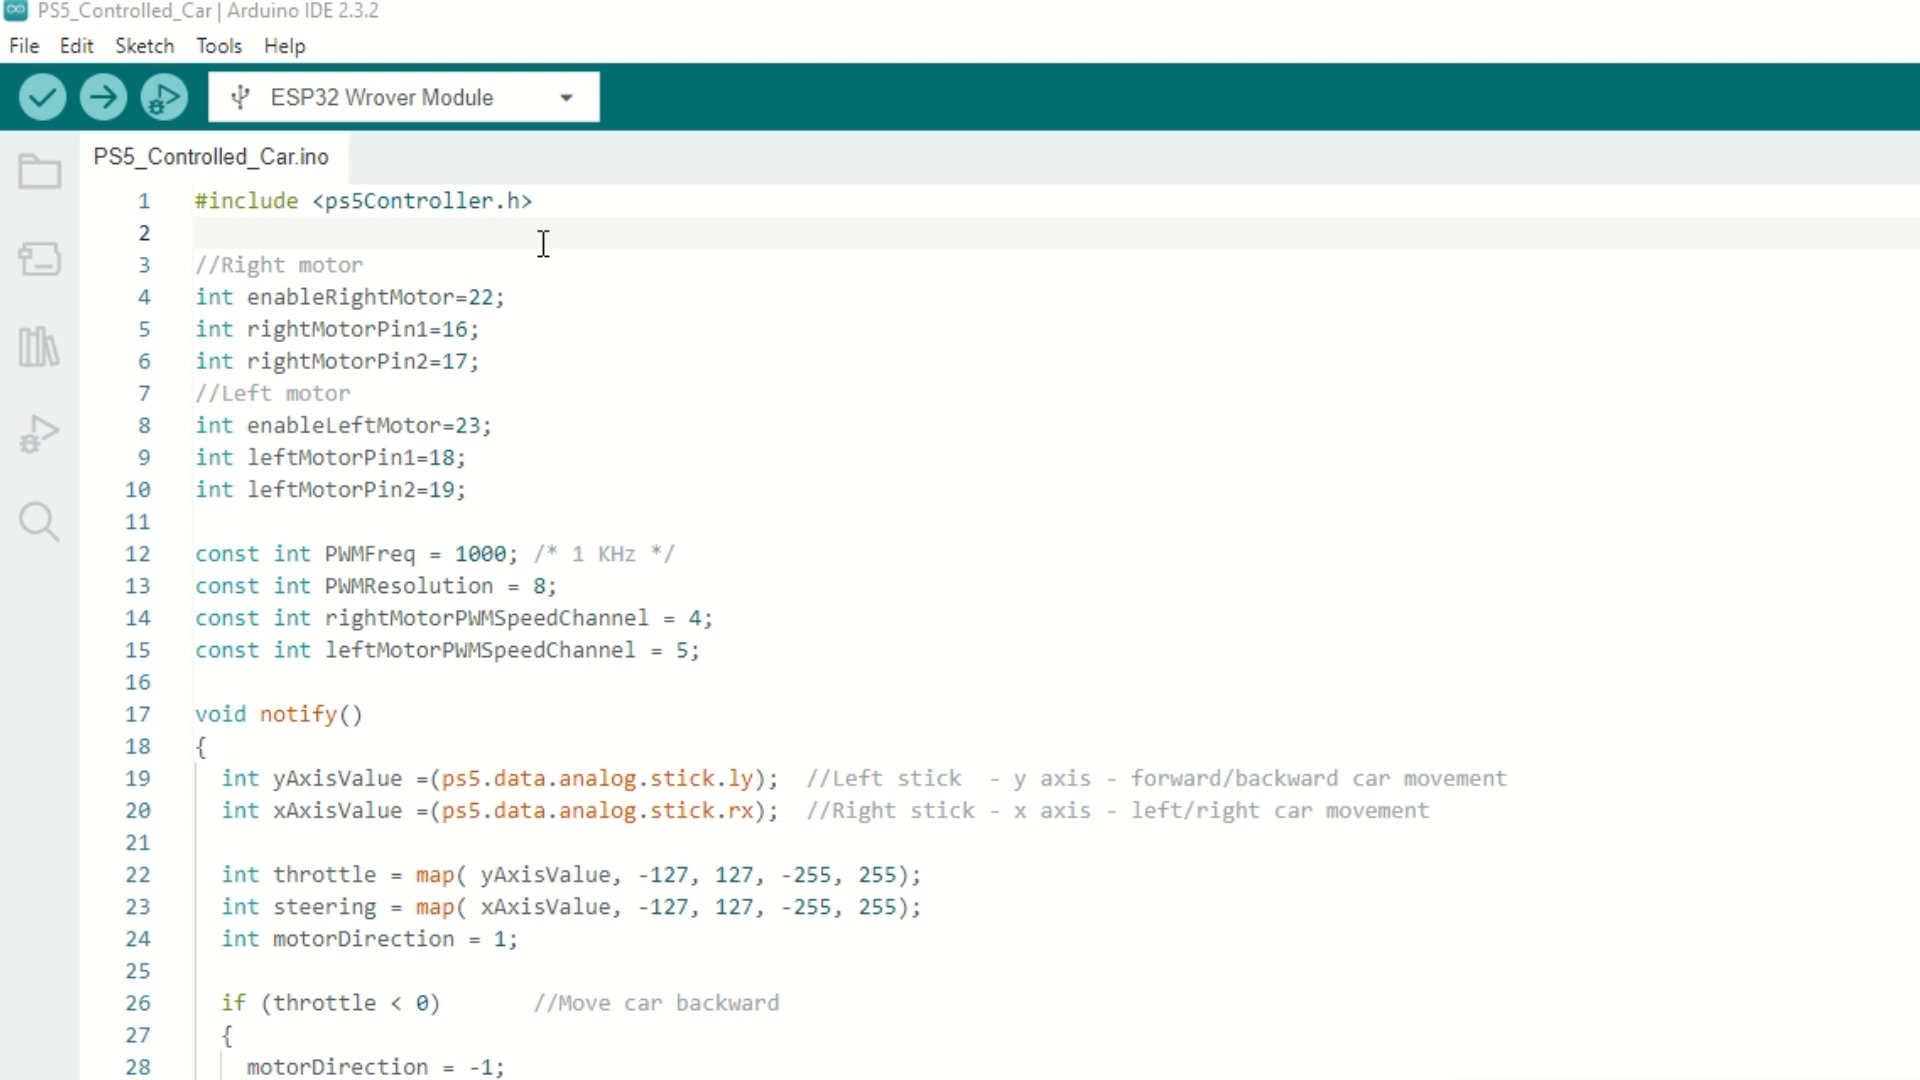 PS5_Controlled_Car | Arduino IDE 2.3.2
File Edit Sketch Tools Help
ESP32 Wrover Module
PS5_Controlled_Car.ino
1 #include <ps5Controller.h>
2
3 //Right motor
4 int enableRightMotor=22;
5 int rightMotorPin1=16;
6 int rightMotorPin2=17;
7 //Left motor
8 int enableLeftMotor=23;
9 int leftMotorPin1=18;
10 int leftMotorPin2=19;
11
12 const int PWMFreq = 1000; /* 1 KHz */
13 const int PWMResolution = 8;
14 const int rightMotorPWMSpeedChannel = 4;
15 const int leftMotorPWMSpeedChannel = 5;
16
17 void notify()
18 {
19 int yAxisValue =(ps5.data.analog.stick.ly); //Left stick - y axis - forward/backward car movement
20 int xAxisValue =(ps5.data.analog.stick.rx); //Right stick - x axis - left/right car movement
21
22 int throttle = map( yAxisValue, -127, 127, -255, 255);
23 int steering = map( xAxisValue, -127, 127, -255, 255);
24 int motorDirection = 1;
25
26 if (throttle < 0) //Move car backward
27 {
28 motorDirection = -1;